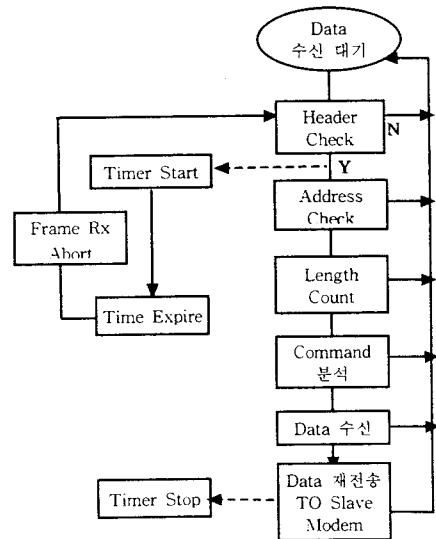 Data
수신 대기
Header
Check
N
Timer Start
Y
Address
Check
Frame Rx
Abort
Length
Count
Time Expire
Command
분석
Data 수신
Data 재전송
TO Slave
Modem
Timer Stop